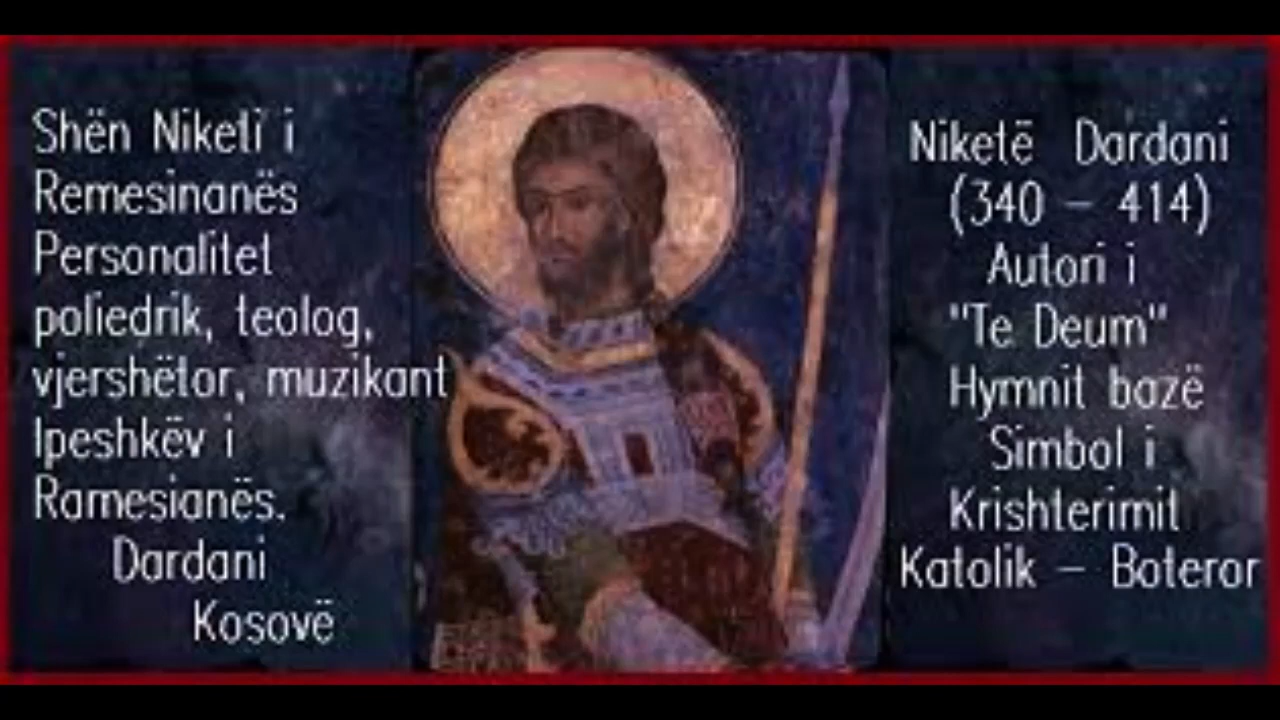 Shën Niketi i
Remesinanës
Personalitet
poliedrik, teolog,
vjershëtor, muzikant
Ipeshkëv i
Ramesianës.
Dardani
Kosovë
Niketë Dardani
(340 – 414)
Autori i
"Te Deum"
Hymnit bazë
Simbol i
Krishterimit
Katolik – Boteror